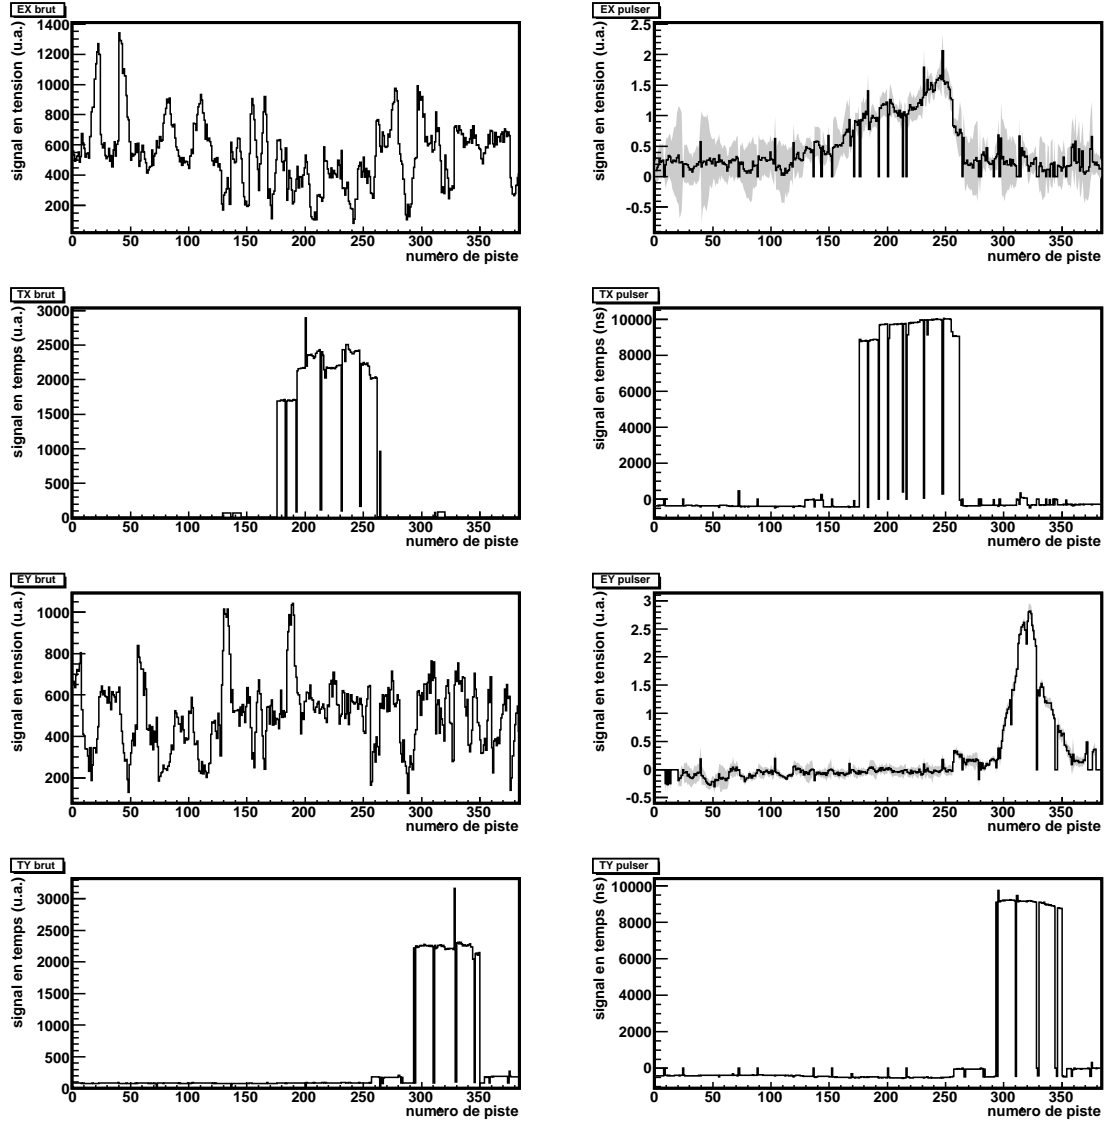 EX brut
signal en tension (u.a.)
1400
1200
1000
800
600
400
200
0 50 100 150 200 250 300 350
numéro de piste
EX pulser
signal en tension (u.a.)
2.5
2
1.5
1
0.5
0
-0.5
0 50 100 150 200 250 300 350
numéro de piste
TX brut
signal en temps (u.a.)
3000
2500
2000
1500
1000
500
0
0 50 100 150 200 250 300 350
numéro de piste
TX pulser
signal en temps (ns)
10000
8000
6000
4000
2000
0
0 50 100 150 200 250 300 350
numéro de piste
EY brut
signal en tension (u.a.)
1000
800
600
400
200
0 50 100 150 200 250 300 350
numéro de piste
EY pulser
signal en tension (u.a.)
3
2.5
2
1.5
1
0.5
0
-0.5
0 50 100 150 200 250 300 350
numéro de piste
TY brut
signal en temps (u.a.)
3000
2500
2000
1500
1000
500
0
0 50 100 150 200 250 300 350
numéro de piste
TY pulser
signal en temps (ns)
10000
8000
6000
4000
2000
0
0 50 100 150 200 250 300 350
numéro de piste